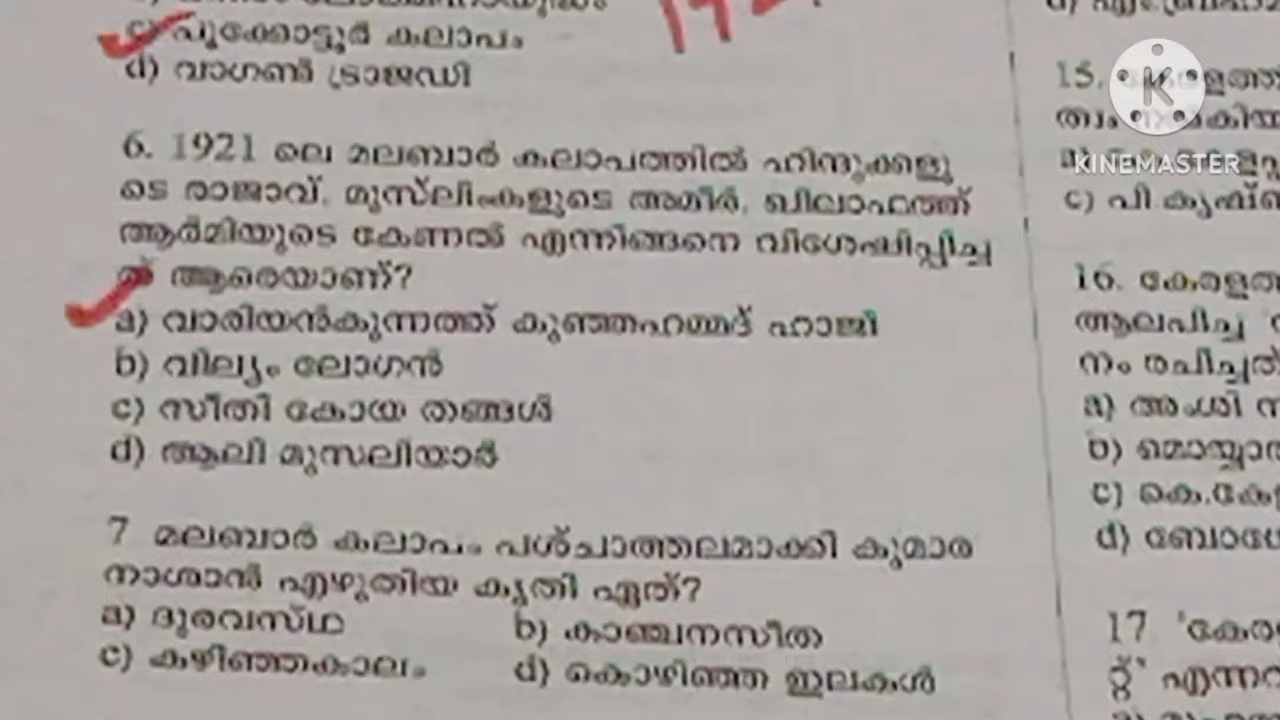 c) പൂക്കോട്ടൂർ കലാപം
d) വാഗൺ ട്രാജഡി
6. 1921 ലെ മലബാർ കലാപത്തിൽ ഹിന്ദുക്കളു
ടെ രാജാവ്, മുസ്‌ലിംകളുടെ അമീർ, ഖിലാഫത്ത്
ആർമിയുടെ കേണൽ എന്നിങ്ങനെ വിശേഷിപ്പിച്ച
ത് ആരെയാണ്?
a) വാരിയൻകുന്നത്ത് കുഞ്ഞഹമ്മദ് ഹാജി
b) വില്യം ലോഗൻ
c) സീതി കോയ തങ്ങൾ
d) ആലി മുസലിയാർ
7 മലബാർ കലാപം പശ്ചാത്തലമാക്കി കുമാര
നാശാൻ എഴുതിയ കൃതി ഏത്?
a) ദുരവസ്ഥ b) കാഞ്ചനസീത
c) കഴിഞ്ഞകാലം d) കൊഴിഞ്ഞ ഇലകൾ
15.
c) പി.കൃഷ്ണ
16. കേരളത്ത
ആലപിച്ച
നം രചിച്ചത്
a) അംശി
b) മൊയ്യാര
c) കെ.കേ
d) ബോധേ
17 'കേര
റ്റ്" എന്ന
K
KINEMASTER